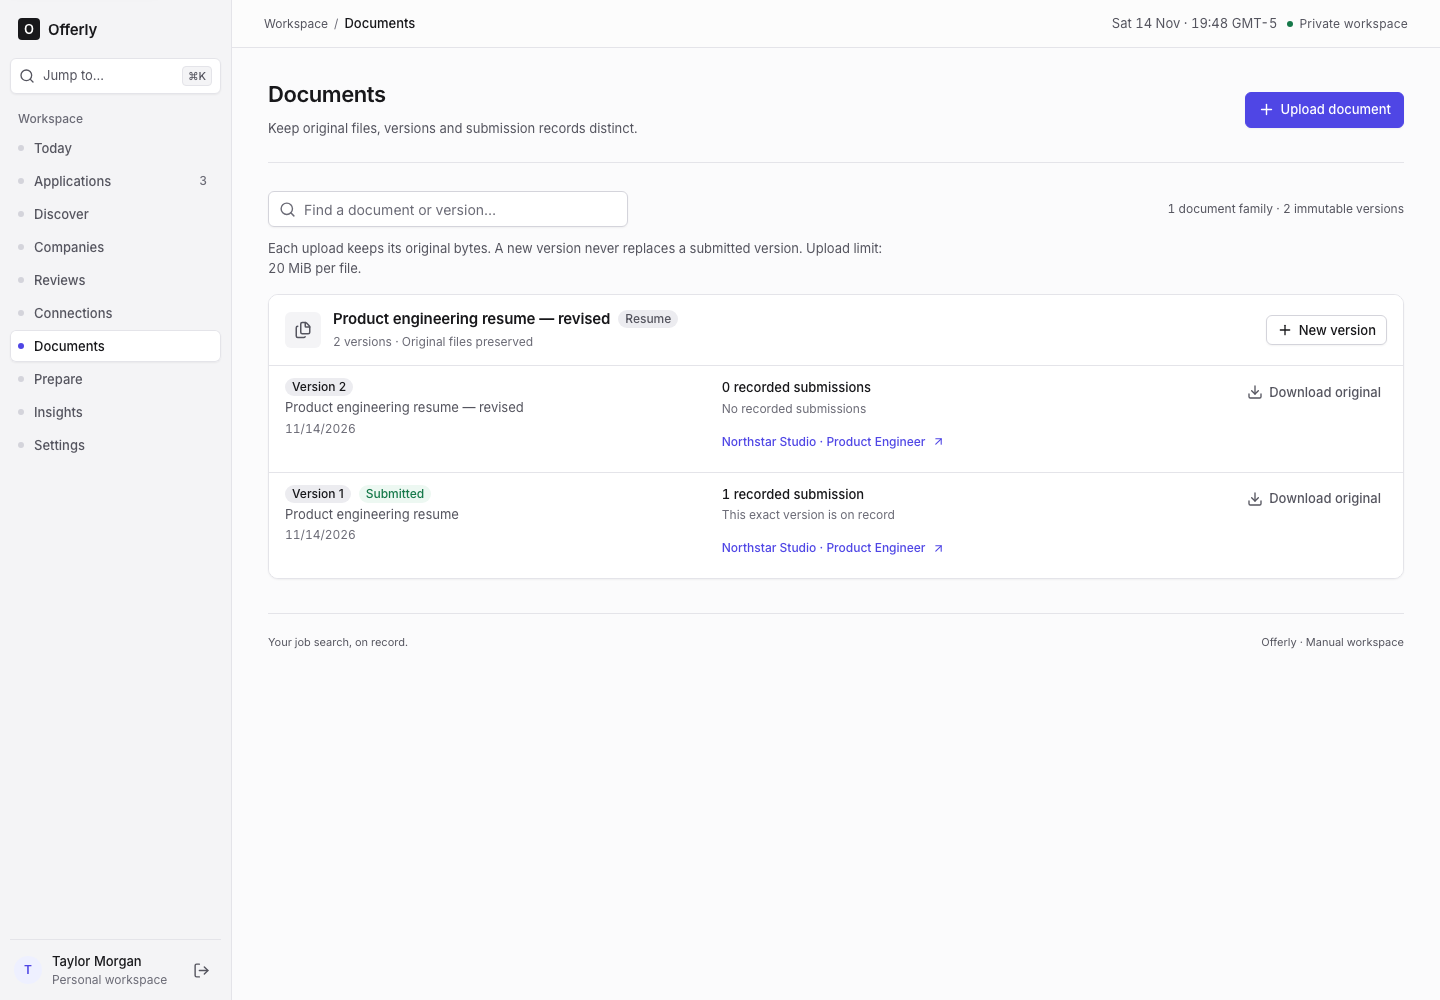 O Offerly
Jump to... ⌘K
Workspace
Today
Applications 3
Discover
Companies
Reviews
Connections
Documents
Prepare
Insights
Settings
T
Taylor Morgan
Personal workspace
Workspace / Documents
Sat 14 Nov · 19:48 GMT-5 Private workspace
Documents
Keep original files, versions and submission records distinct.
Upload document
Find a document or version...
1 document family · 2 immutable versions
Each upload keeps its original bytes. A new version never replaces a submitted version. Upload limit:
20 MiB per file.
Product engineering resume — revised Resume
2 versions · Original files preserved
New version
Version 2
Product engineering resume — revised
11/14/2026
0 recorded submissions
No recorded submissions
Northstar Studio · Product Engineer
Download original
Version 1 Submitted
Product engineering resume
11/14/2026
1 recorded submission
This exact version is on record
Northstar Studio · Product Engineer
Download original
Your job search, on record.
Offerly · Manual workspace